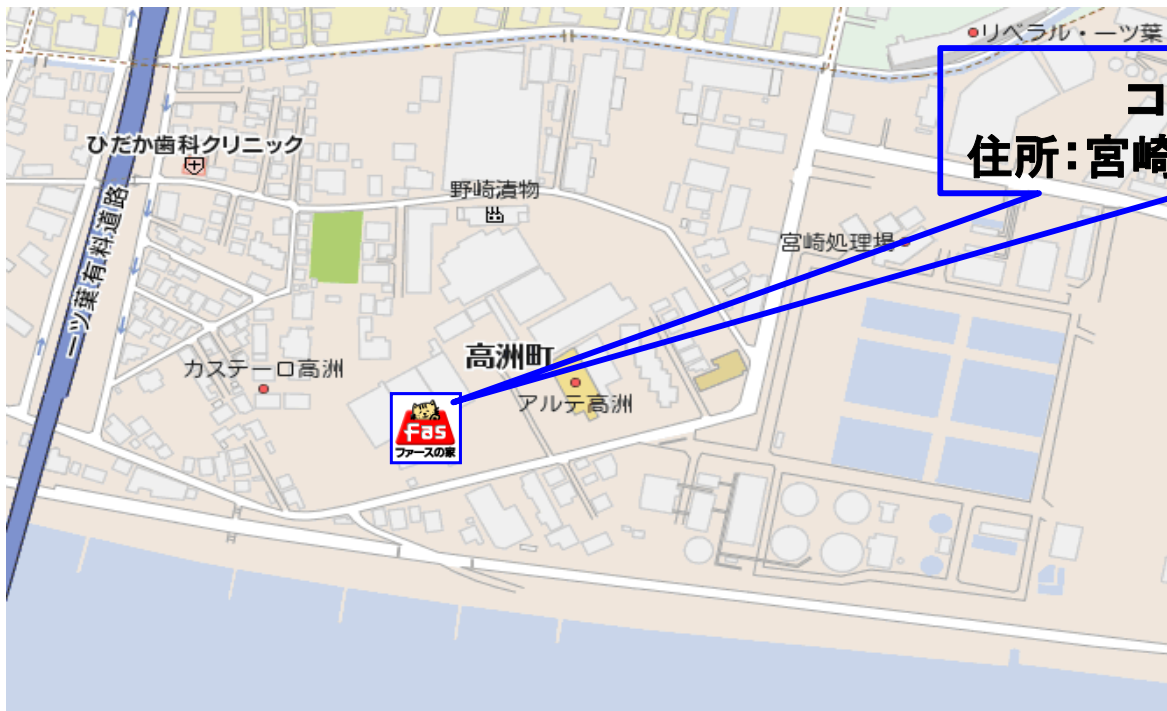 リベラル・一ツ葉
コ
住所：宮崎
ひだか歯科クリニック
野崎漬物
宮崎処理場
一ツ葉有料道路
高洲町
カステーロ高洲
アルテ高洲
Fas
ファースの家